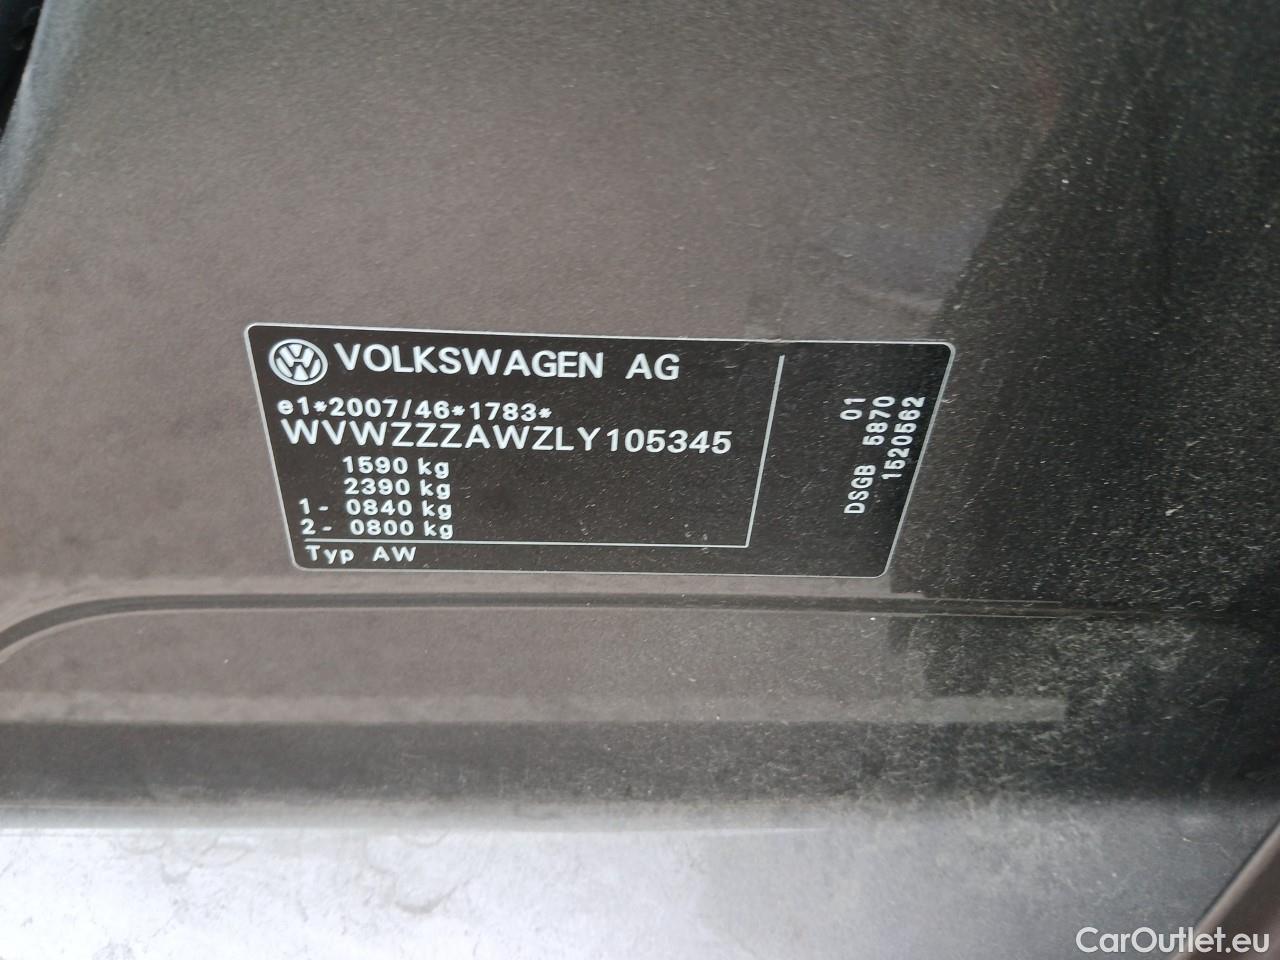 VOLKSWAGEN AG
e1*2007/46*1783*
WVWZZZAWZLY105345
1590 kg
2390 kg
1- 0840 kg
2- 0800 kg
Typ AW
01
DSGB 5870
1520562
CarOutlet.eu